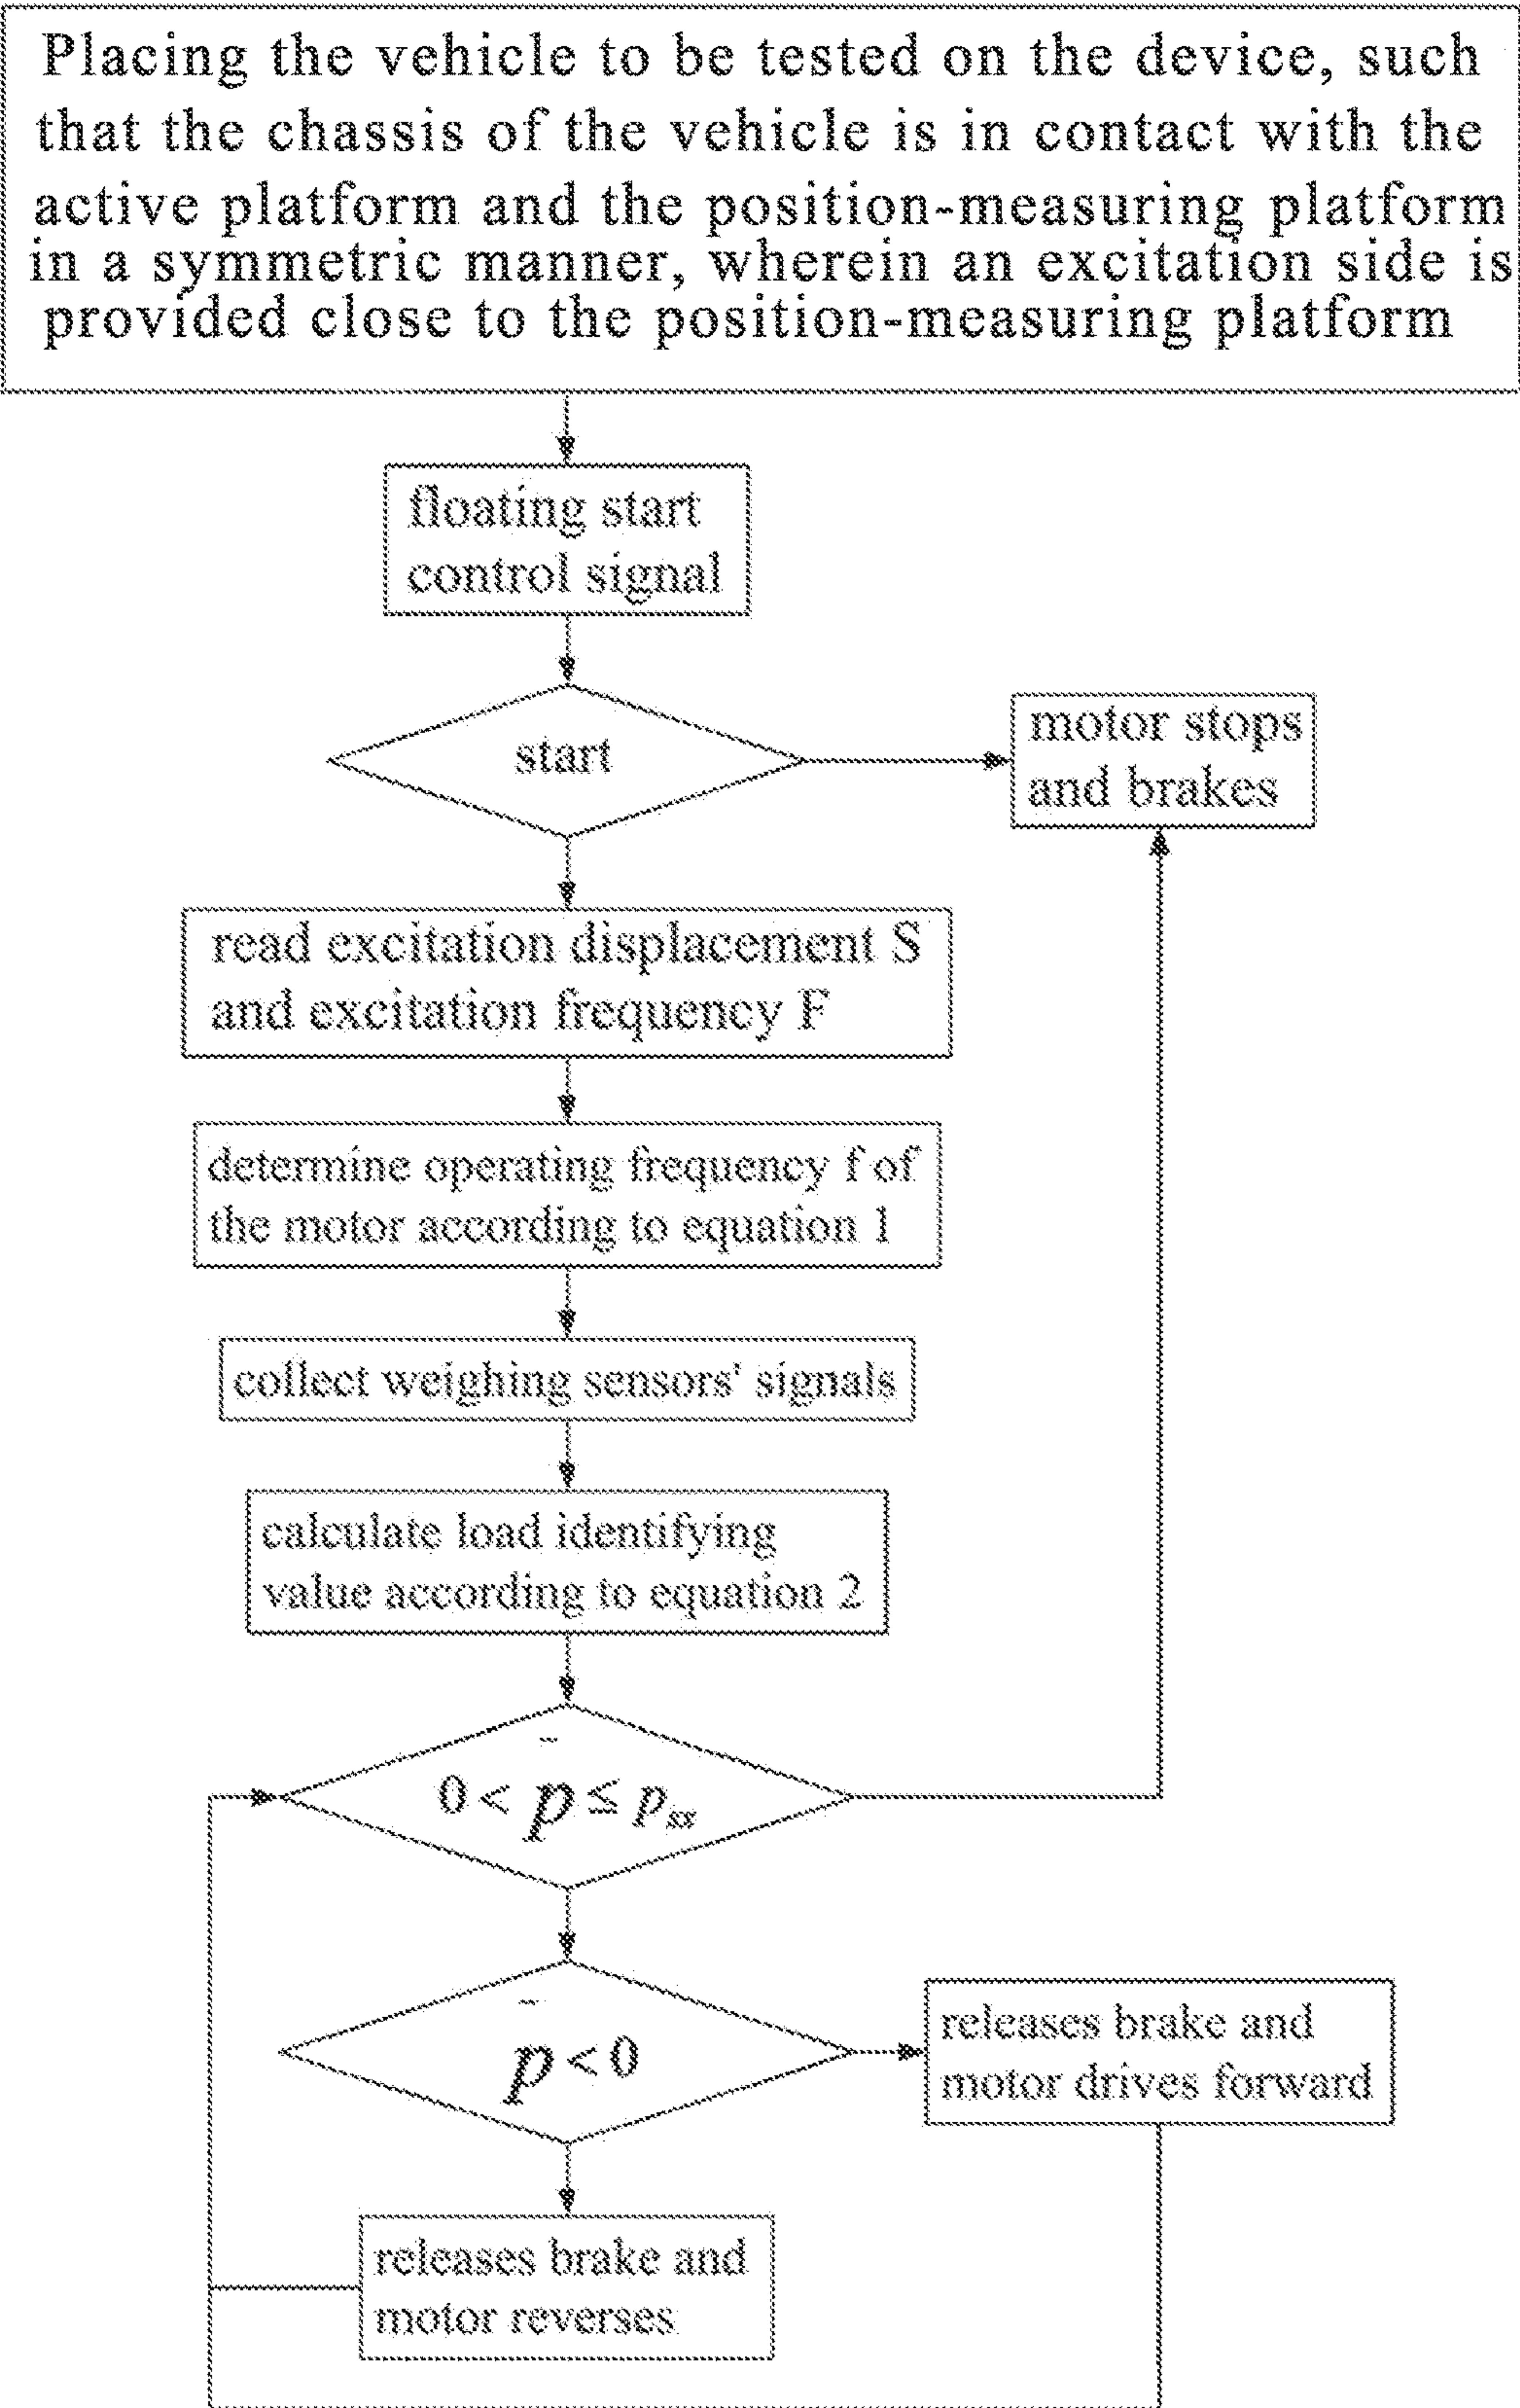 Placing the vehicle to be tested on the device, such
that the chassis of the vehicle is in contact with the
active platform and the position-measuring platform
in a symmetric manner, wherein an excitation side is
provided close to the position-measuring platform
floating start
control signal
start
motor stops
and brakes
read excitation displacement S
and excitation frequency F
determine operating frequency f of
the motor according to equation 1
collect weighing sensors' signals
calculate load identifying
value according to equation 2
0 < p̄ ≤ p
p̄ < 0
releases brake and
motor drives forward
releases brake and
motor reverses